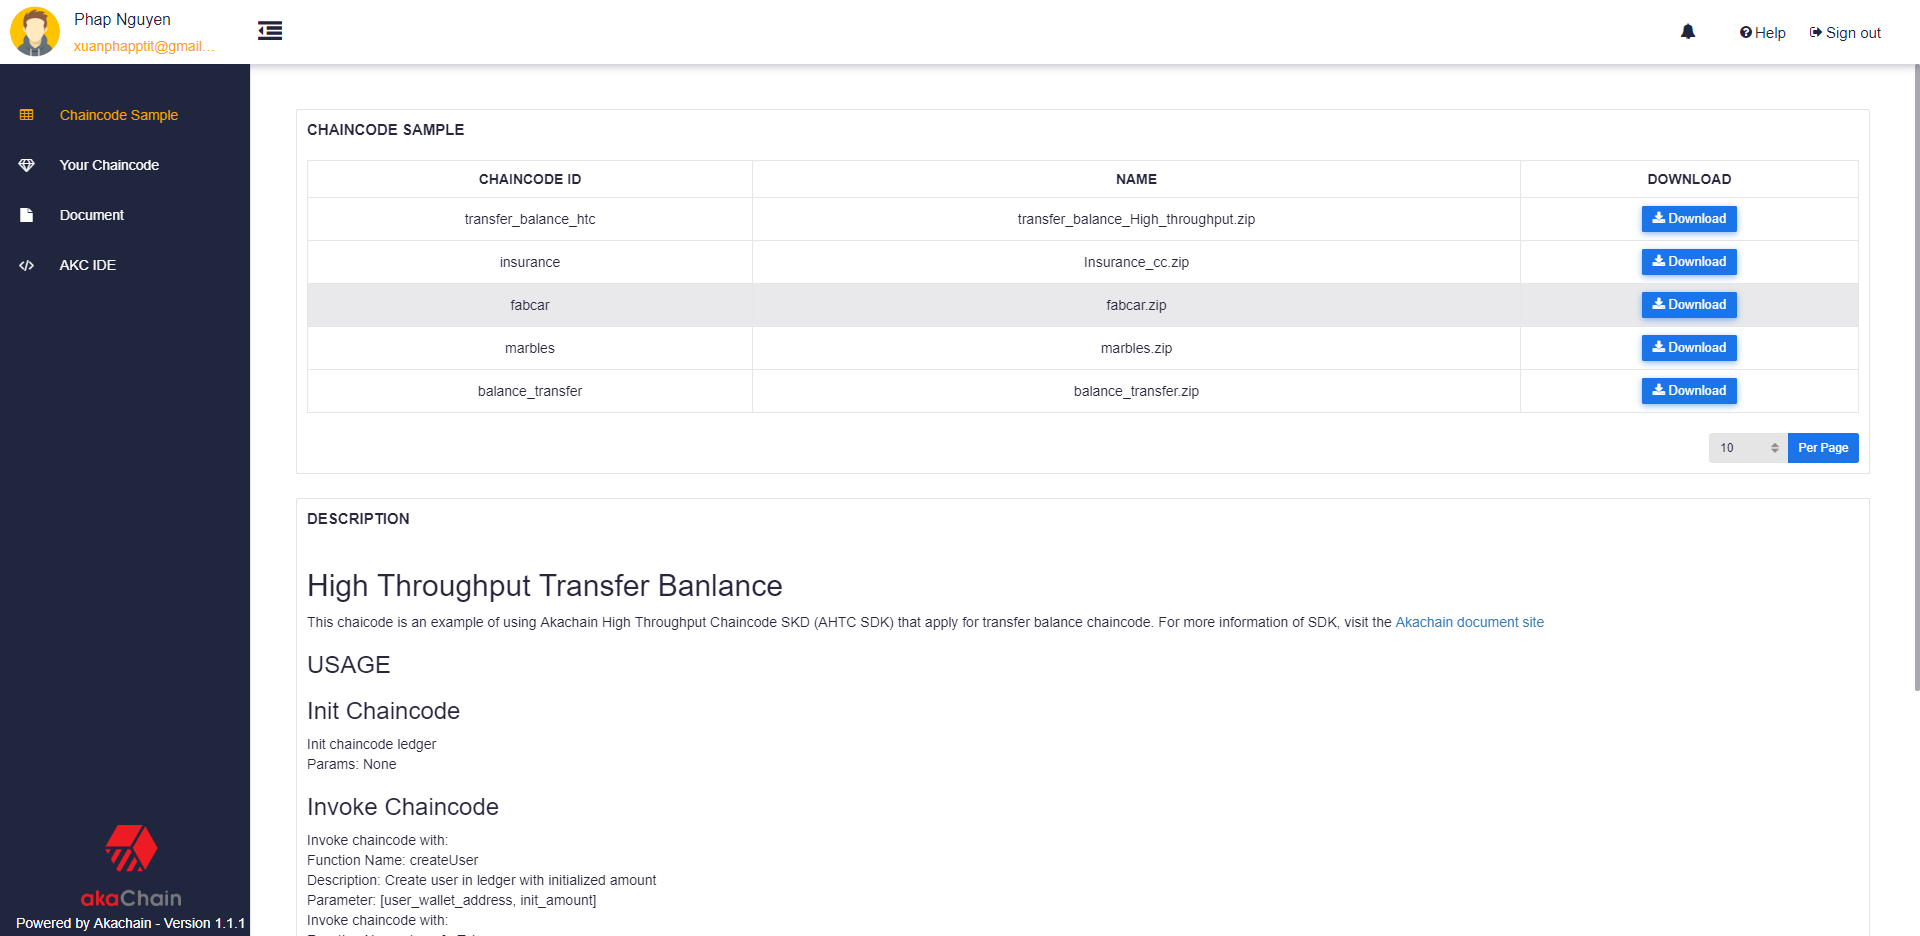 Phap Nguyen
xuanphapptit@gmail...
Help
Sign out
Chaincode Sample
Your Chaincode
Document
AKC IDE
akaChain
Powered by Akachain - Version 1.1.1
CHAINCODE SAMPLE
CHAINCODE ID NAME DOWNLOAD
transfer_balance_htc transfer_balance_High_throughput.zip Download
insurance Insurance_cc.zip Download
fabcar fabcar.zip Download
marbles marbles.zip Download
balance_transfer balance_transfer.zip Download
10 Per Page
DESCRIPTION
High Throughput Transfer Banlance
This chaicode is an example of using Akachain High Throughput Chaincode SKD (AHTC SDK) that apply for transfer balance chaincode. For more information of SDK, visit the Akachain document site
USAGE
Init Chaincode
Init chaincode ledger
Params: None
Invoke Chaincode
Invoke chaincode with:
Function Name: createUser
Description: Create user in ledger with initialized amount
Parameter: [user_wallet_address, init_amount]
Invoke chaincode with: